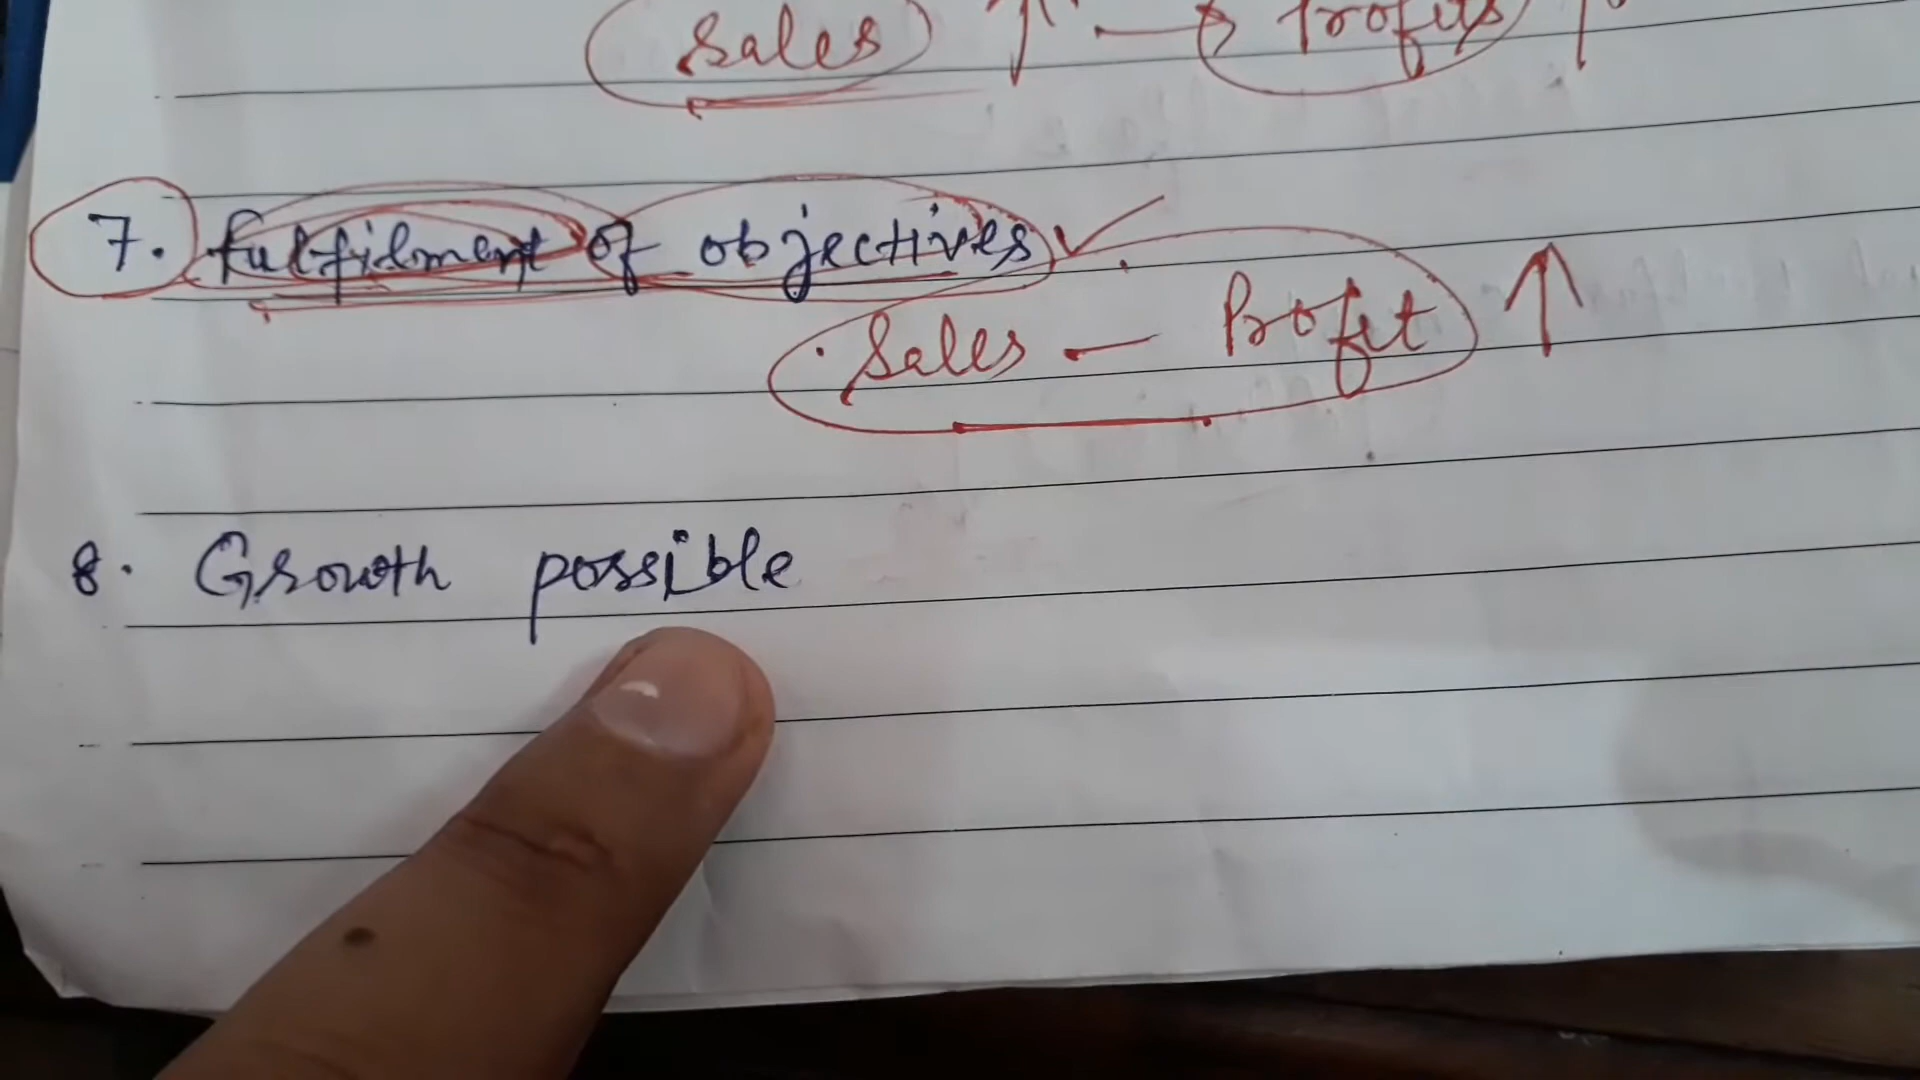 Sales ↑ → Profits ↑
7. fulfilment of objectives ✓
Sales — Profit ↑
8. Growth possible